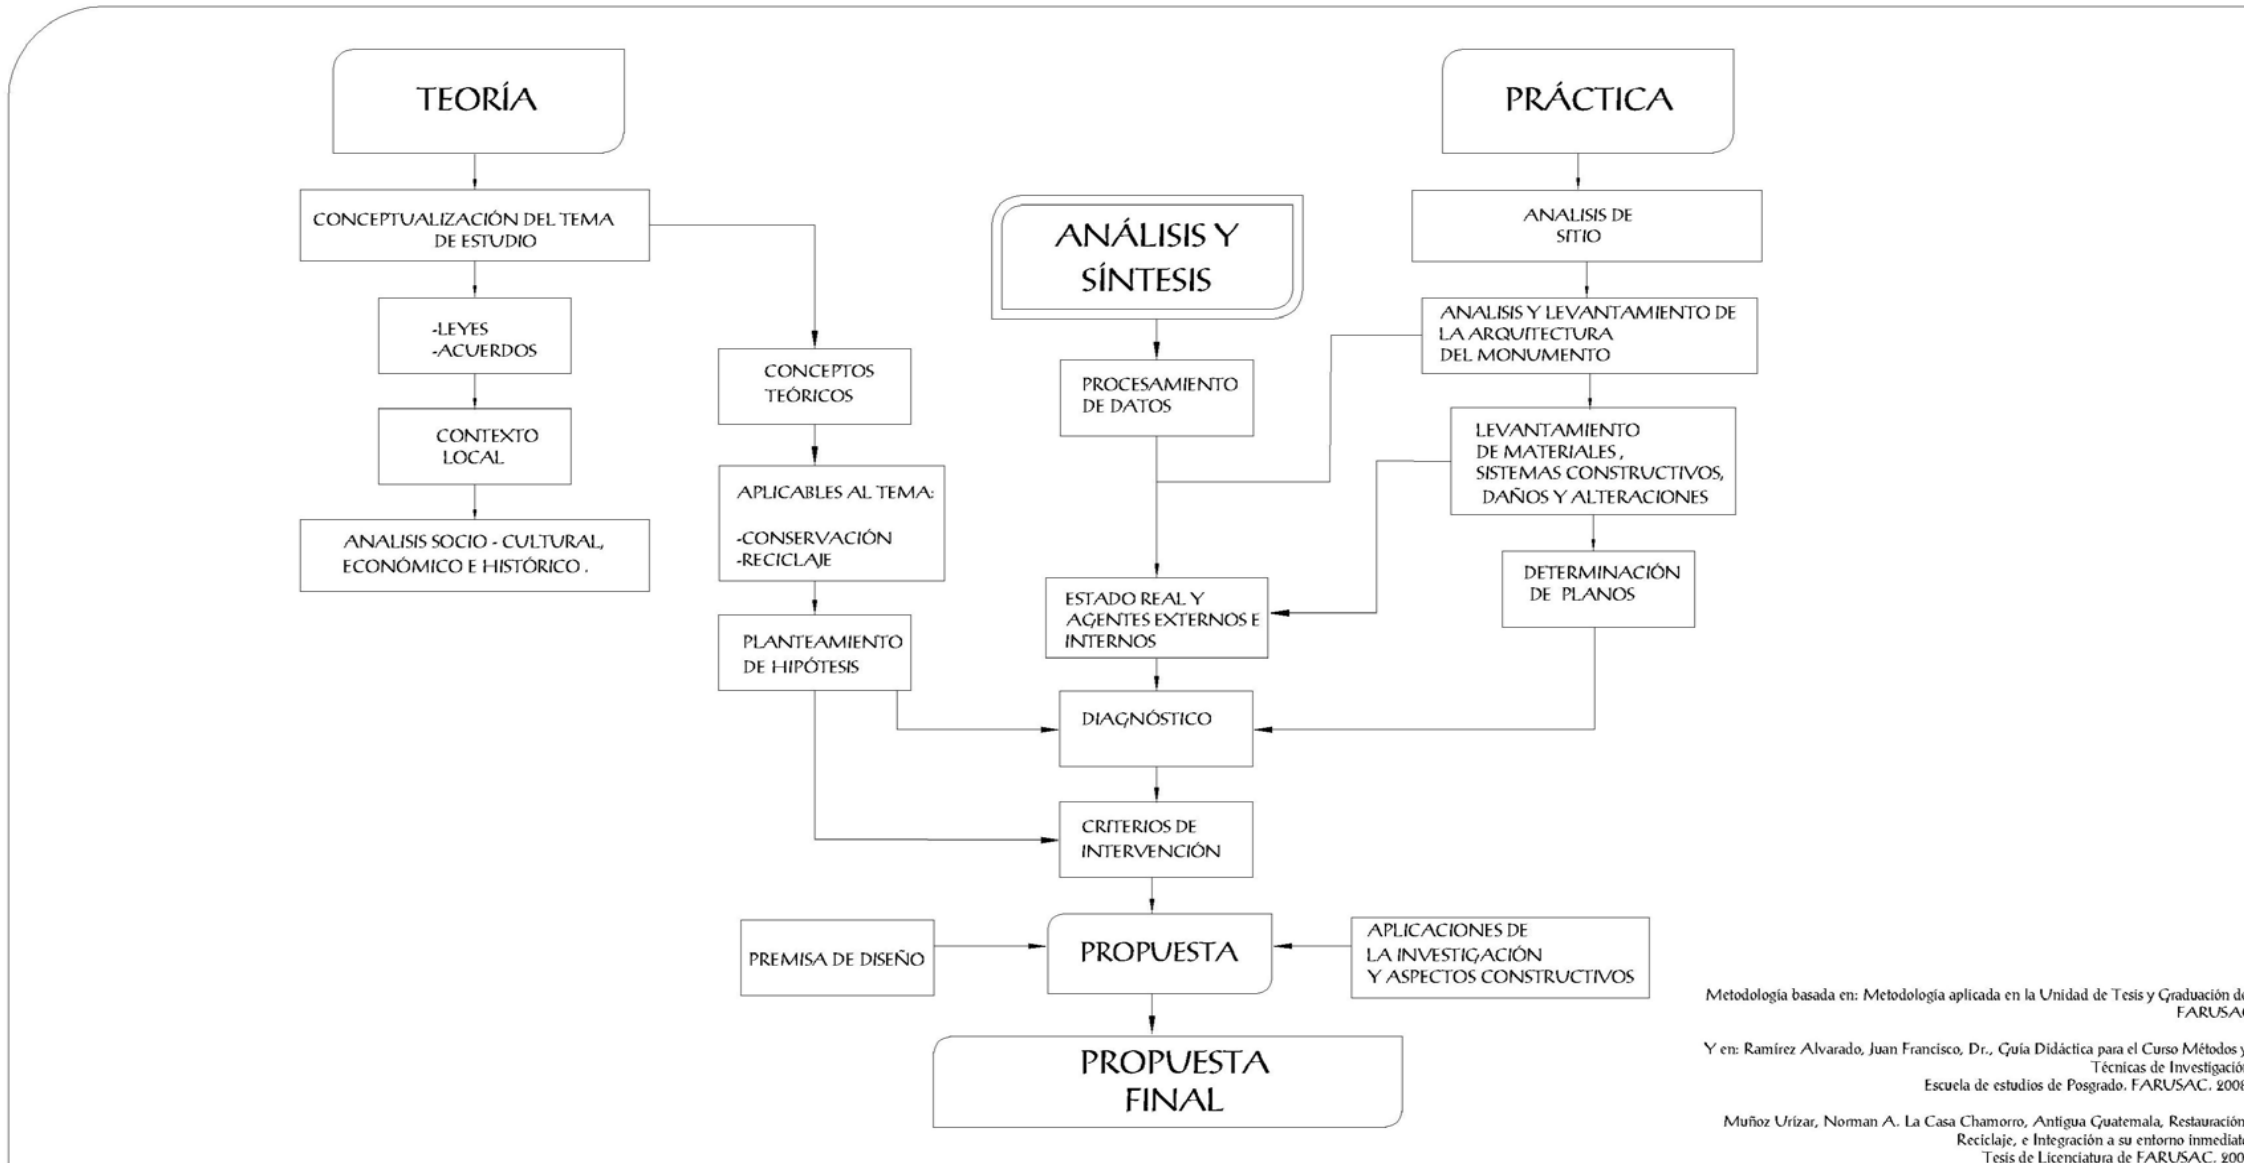 TEORÍA
CONCEPTUALIZACIÓN DEL TEMA
DE ESTUDIO
-LEYES
-ACUERDOS
CONTEXTO
LOCAL
ANALISIS SOCIO - CULTURAL,
ECONÓMICO E HISTÓRICO .
CONCEPTOS
TEÓRICOS
APLICABLES AL TEMA:
-CONSERVACIÓN
-RECICLAJE
PLANTEAMIENTO
DE HIPÓTESIS
ANÁLISIS Y
SÍNTESIS
PROCESAMIENTO
DE DATOS
ESTADO REAL Y
AGENTES EXTERNOS E
INTERNOS
DIAGNÓSTICO
CRITERIOS DE
INTERVENCIÓN
PRÁCTICA
ANALISIS DE
SITIO
ANALISIS Y LEVANTAMIENTO DE
LA ARQUITECTURA
DEL MONUMENTO
LEVANTAMIENTO
DE MATERIALES ,
SISTEMAS CONSTRUCTIVOS,
DAÑOS Y ALTERACIONES
DETERMINACIÓN
DE PLANOS
PREMISA DE DISEÑO
PROPUESTA
APLICACIONES DE
LA INVESTIGACIÓN
Y ASPECTOS CONSTRUCTIVOS
PROPUESTA
FINAL
Metodología basada en: Metodología aplicada en la Unidad de Tesis y Graduación de
FARUSAC
Y en: Ramírez Alvarado, Juan Francisco, Dr., Guía Didáctica para el Curso Métodos y
Técnicas de Investigación
Escuela de estudios de Posgrado. FARUSAC. 2008
Muñoz Urízar, Norman A. La Casa Chamorro, Antigua Guatemala, Restauración
Reciclaje, e Integración a su entorno inmediato
Tesis de Licenciatura de FARUSAC.